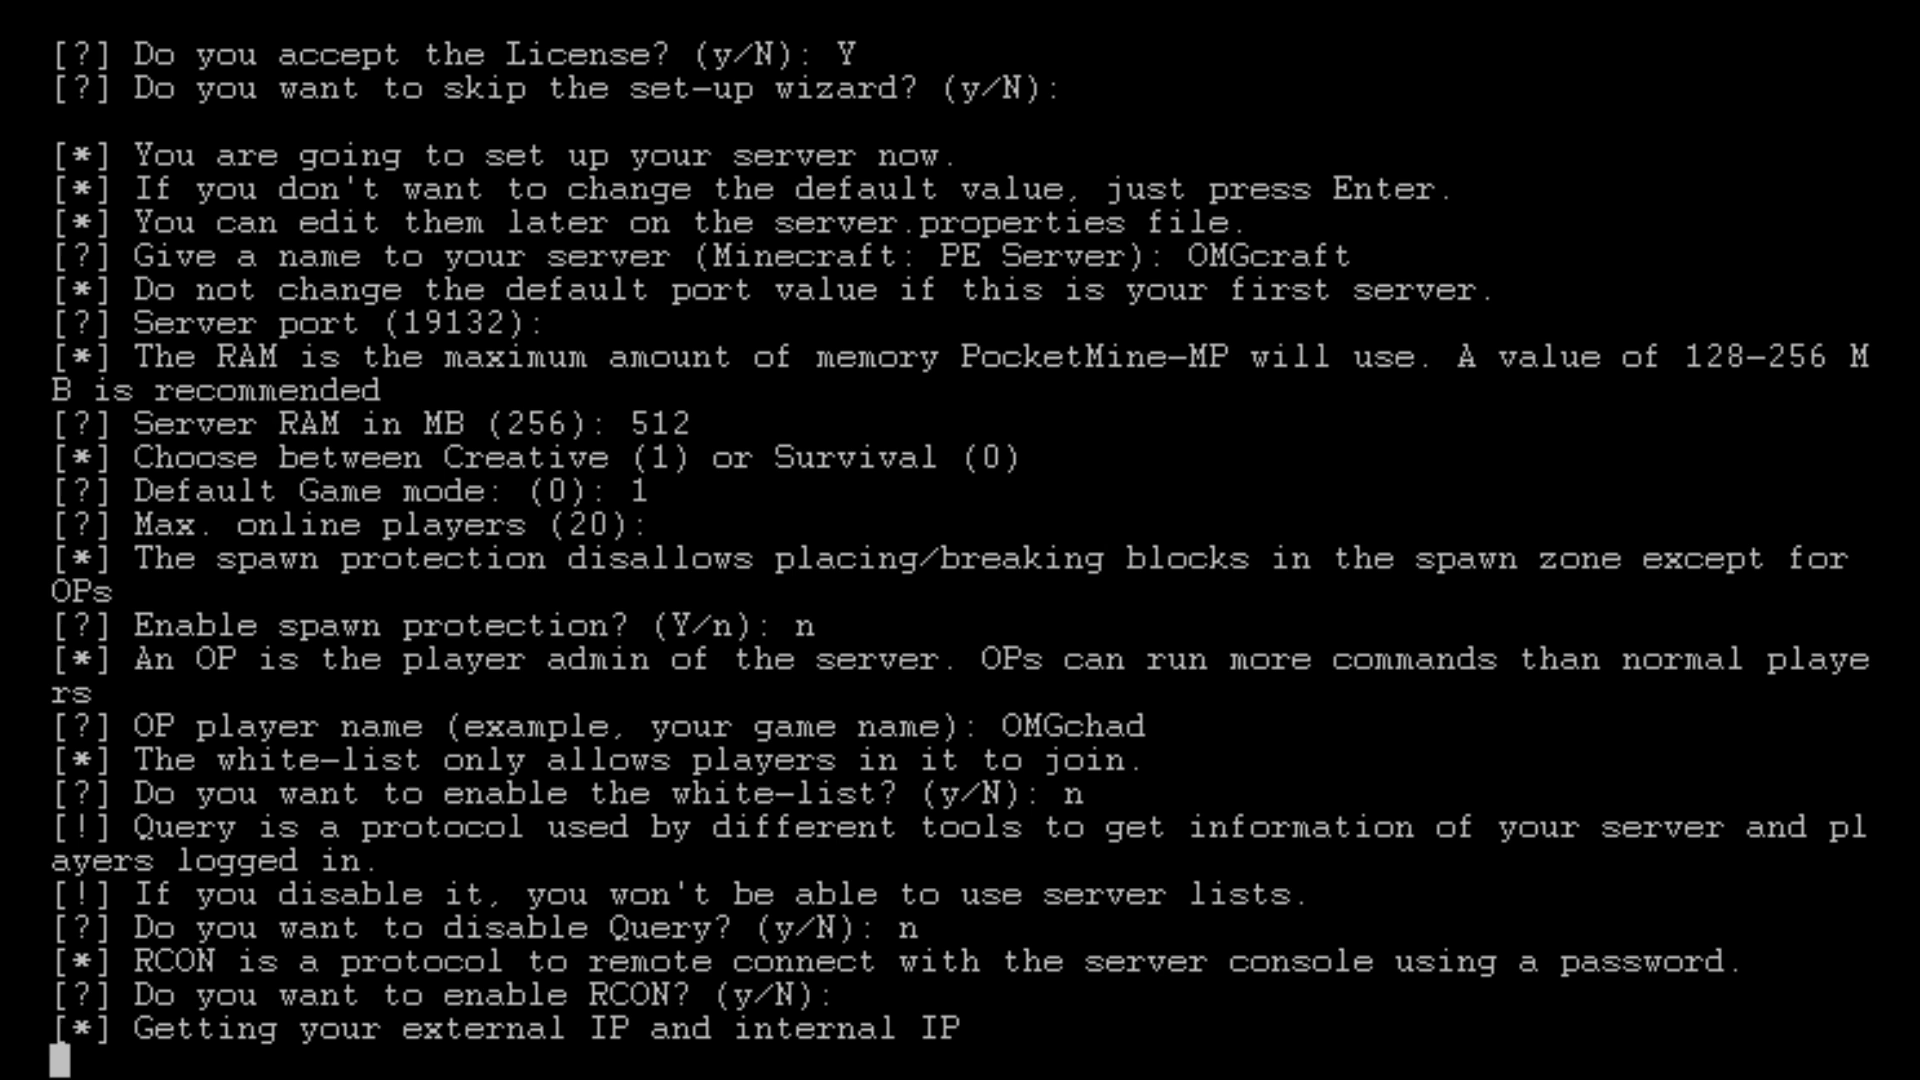 [?] Do you accept the License? (y/N): Y
[?] Do you want to skip the set-up wizard? (y/N):
[*] You are going to set up your server now.
[*] If you don't want to change the default value, just press Enter.
[*] You can edit them later on the server.properties file.
[?] Give a name to your server (Minecraft: PE Server): OMGcraft
[*] Do not change the default port value if this is your first server.
[?] Server port (19132):
[*] The RAM is the maximum amount of memory PocketMine-MP will use. A value of 128-256 M
B is recommended
[?] Server RAM in MB (256): 512
[*] Choose between Creative (1) or Survival (0)
[?] Default Game mode: (0): 1
[?] Max. online players (20):
[*] The spawn protection disallows placing/breaking blocks in the spawn zone except for
OPs
[?] Enable spawn protection? (Y/n): n
[*] An OP is the player admin of the server. OPs can run more commands than normal playe
rs
[?] OP player name (example, your game name): OMGchad
[*] The white-list only allows players in it to join.
[?] Do you want to enable the white-list? (y/N): n
[!] Query is a protocol used by different tools to get information of your server and pl
ayers logged in.
[!] If you disable it, you won't be able to use server lists.
[?] Do you want to disable Query? (y/N): n
[*] RCON is a protocol to remote connect with the server console using a password.
[?] Do you want to enable RCON? (y/N):
[*] Getting your external IP and internal IP